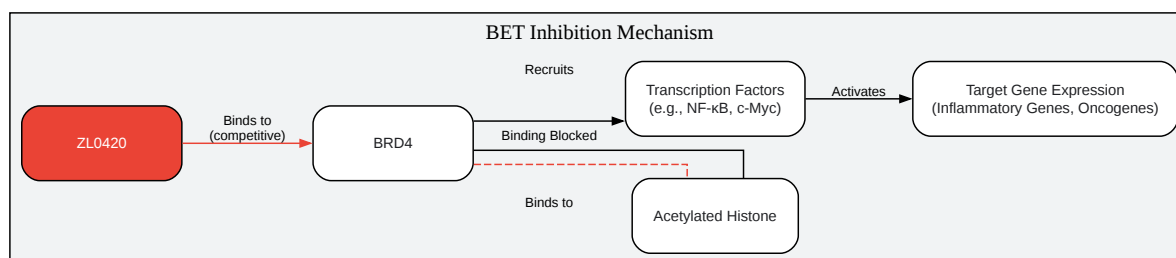 BET Inhibition Mechanism
Recruits
Transcription Factors
(e.g., NF-κB, c-Myc)
Activates
Target Gene Expression
(Inflammatory Genes, Oncogenes)
ZL0420
Binds to
(competitive)
BRD4
Binding Blocked
Binds to
Acetylated Histone